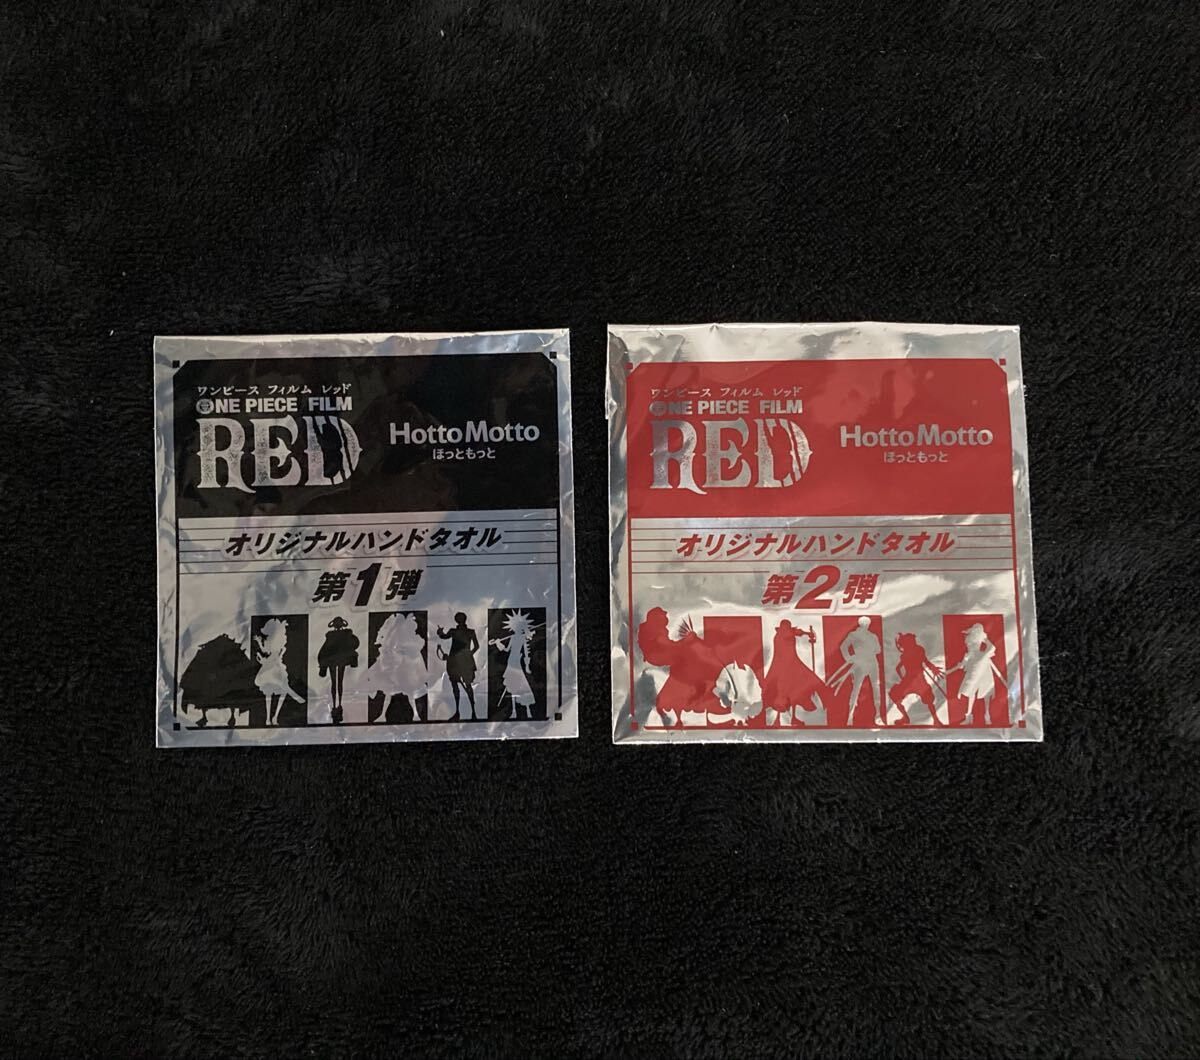 ワンピース フィルム レッド
ONE PIECE FILM
RED
HottoMotto
ほっともっと
オリジナルハンドタオル
第1弾
ワンピース フィルム レッド
ONE PIECE FILM
RED
HottoMotto
ほっともっと
オリジナルハンドタオル
第2弾